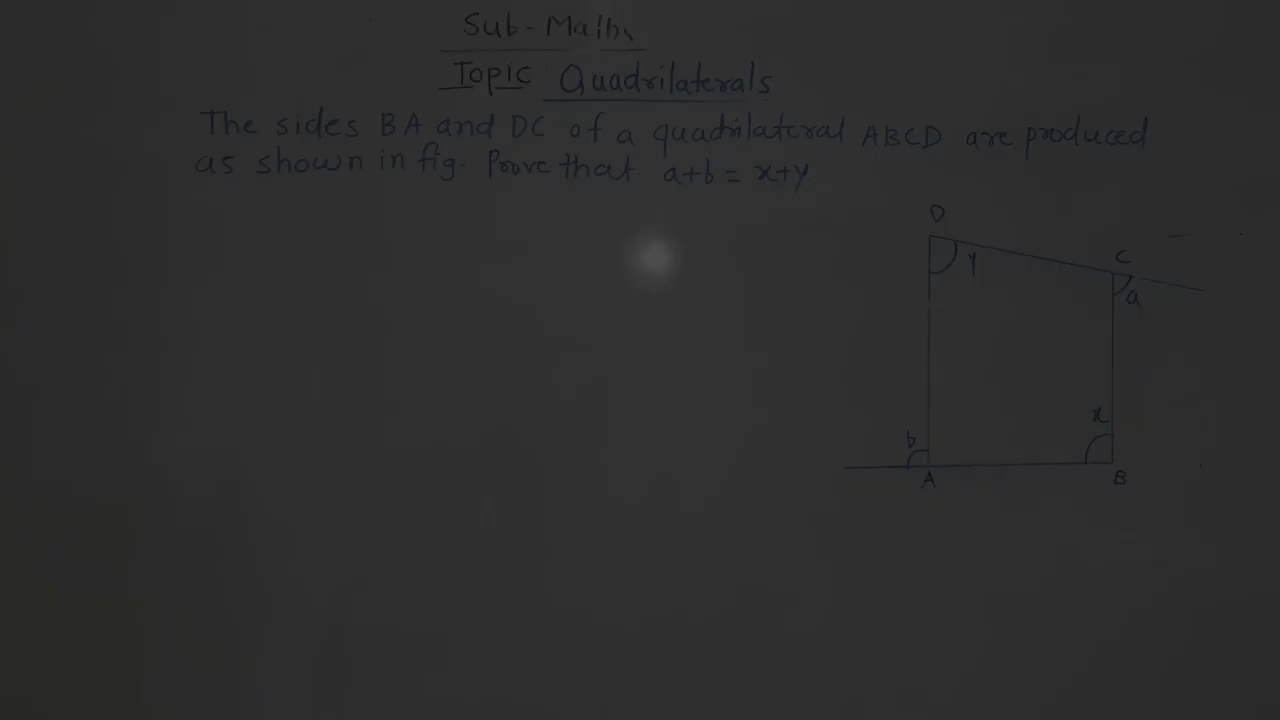 Sub - Maths
Topic Quadrilaterals
The sides BA and DC of a quadrilateral ABCD are produced
as shown in fig. Prove that a+b = x+y
D
y
C
a
x
b
A
B